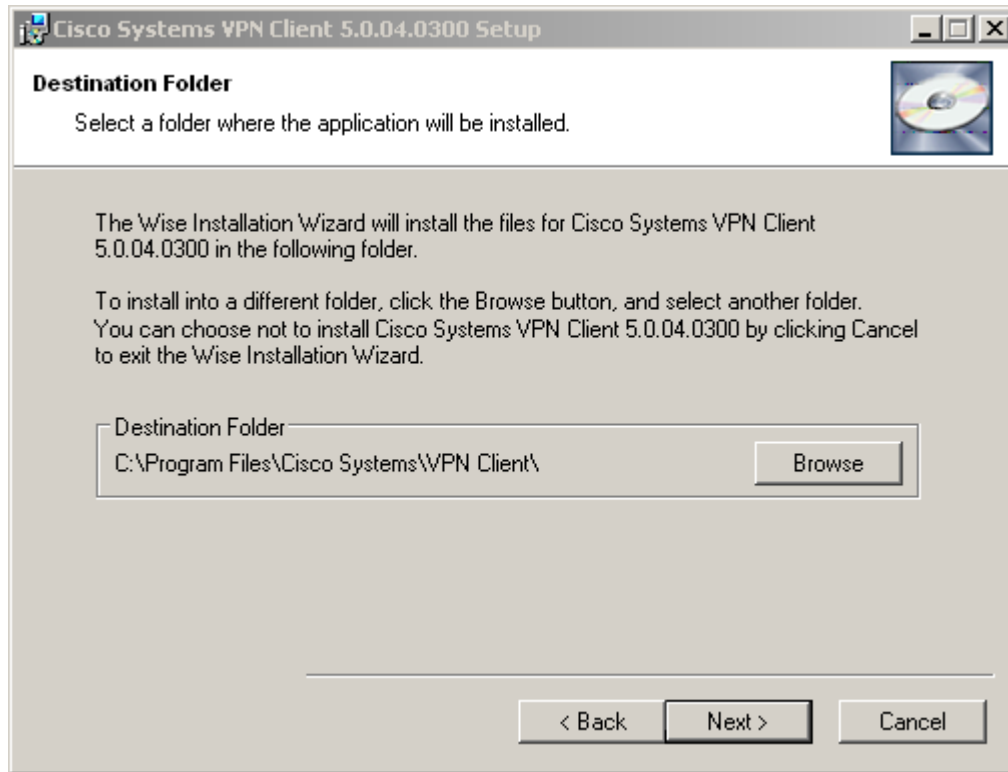 Cisco Systems VPN Client 5.0.04.0300 Setup
Destination Folder
Select a folder where the application will be installed.
The Wise Installation Wizard will install the files for Cisco Systems VPN Client
5.0.04.0300 in the following folder.
To install into a different folder, click the Browse button, and select another folder.
You can choose not to install Cisco Systems VPN Client 5.0.04.0300 by clicking Cancel
to exit the Wise Installation Wizard.
Destination Folder
C:\Program Files\Cisco Systems\VPN Client\
Browse
< Back
Next >
Cancel